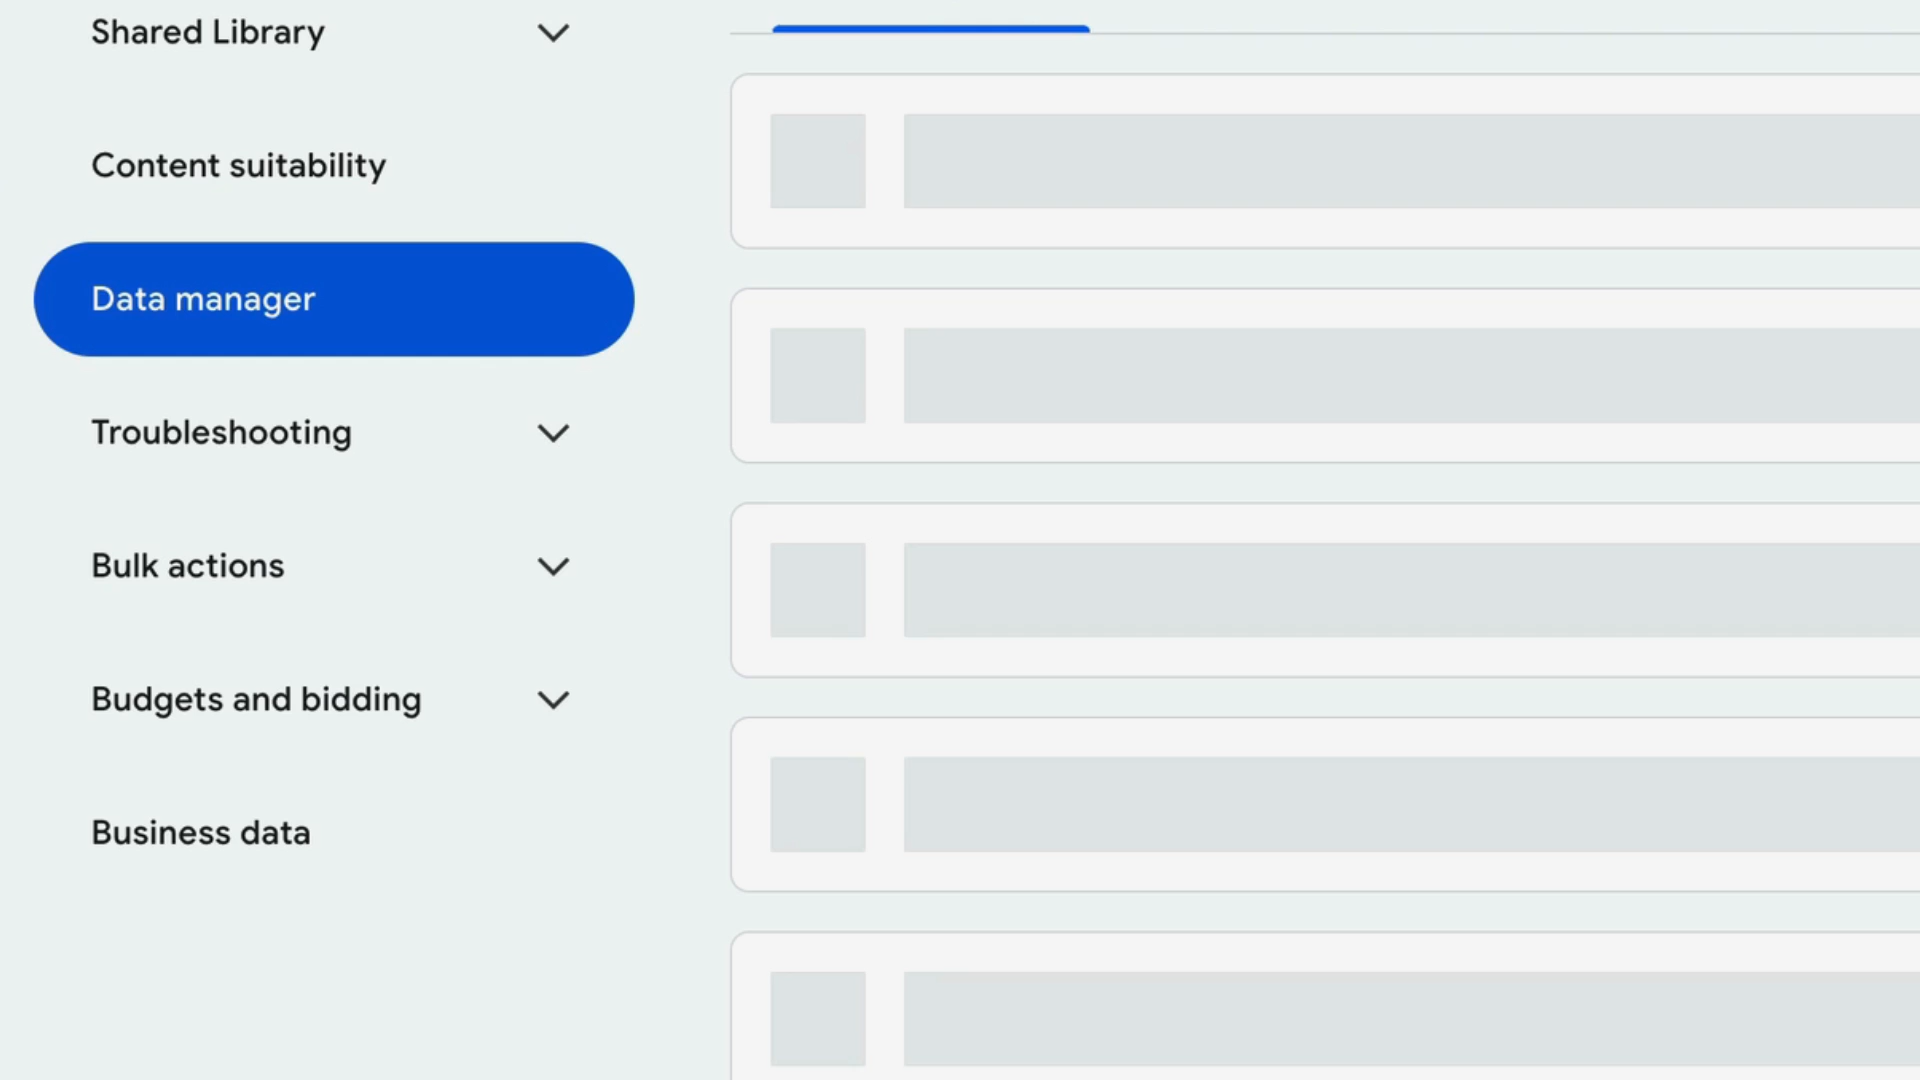 Shared Library
Content suitability
Data manager
Troubleshooting
Bulk actions
Budgets and bidding
Business data